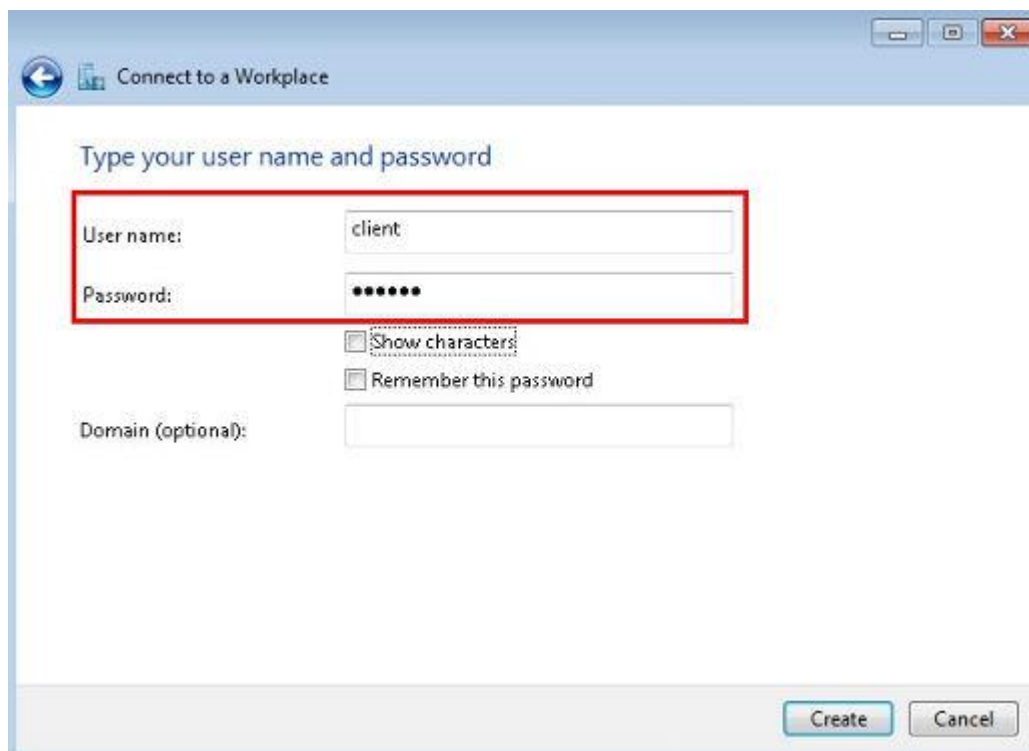 Connect to a Workplace
Type your user name and password
User name: client
Password: ••••••
Show characters
Remember this password
Domain (optional):
Create Cancel